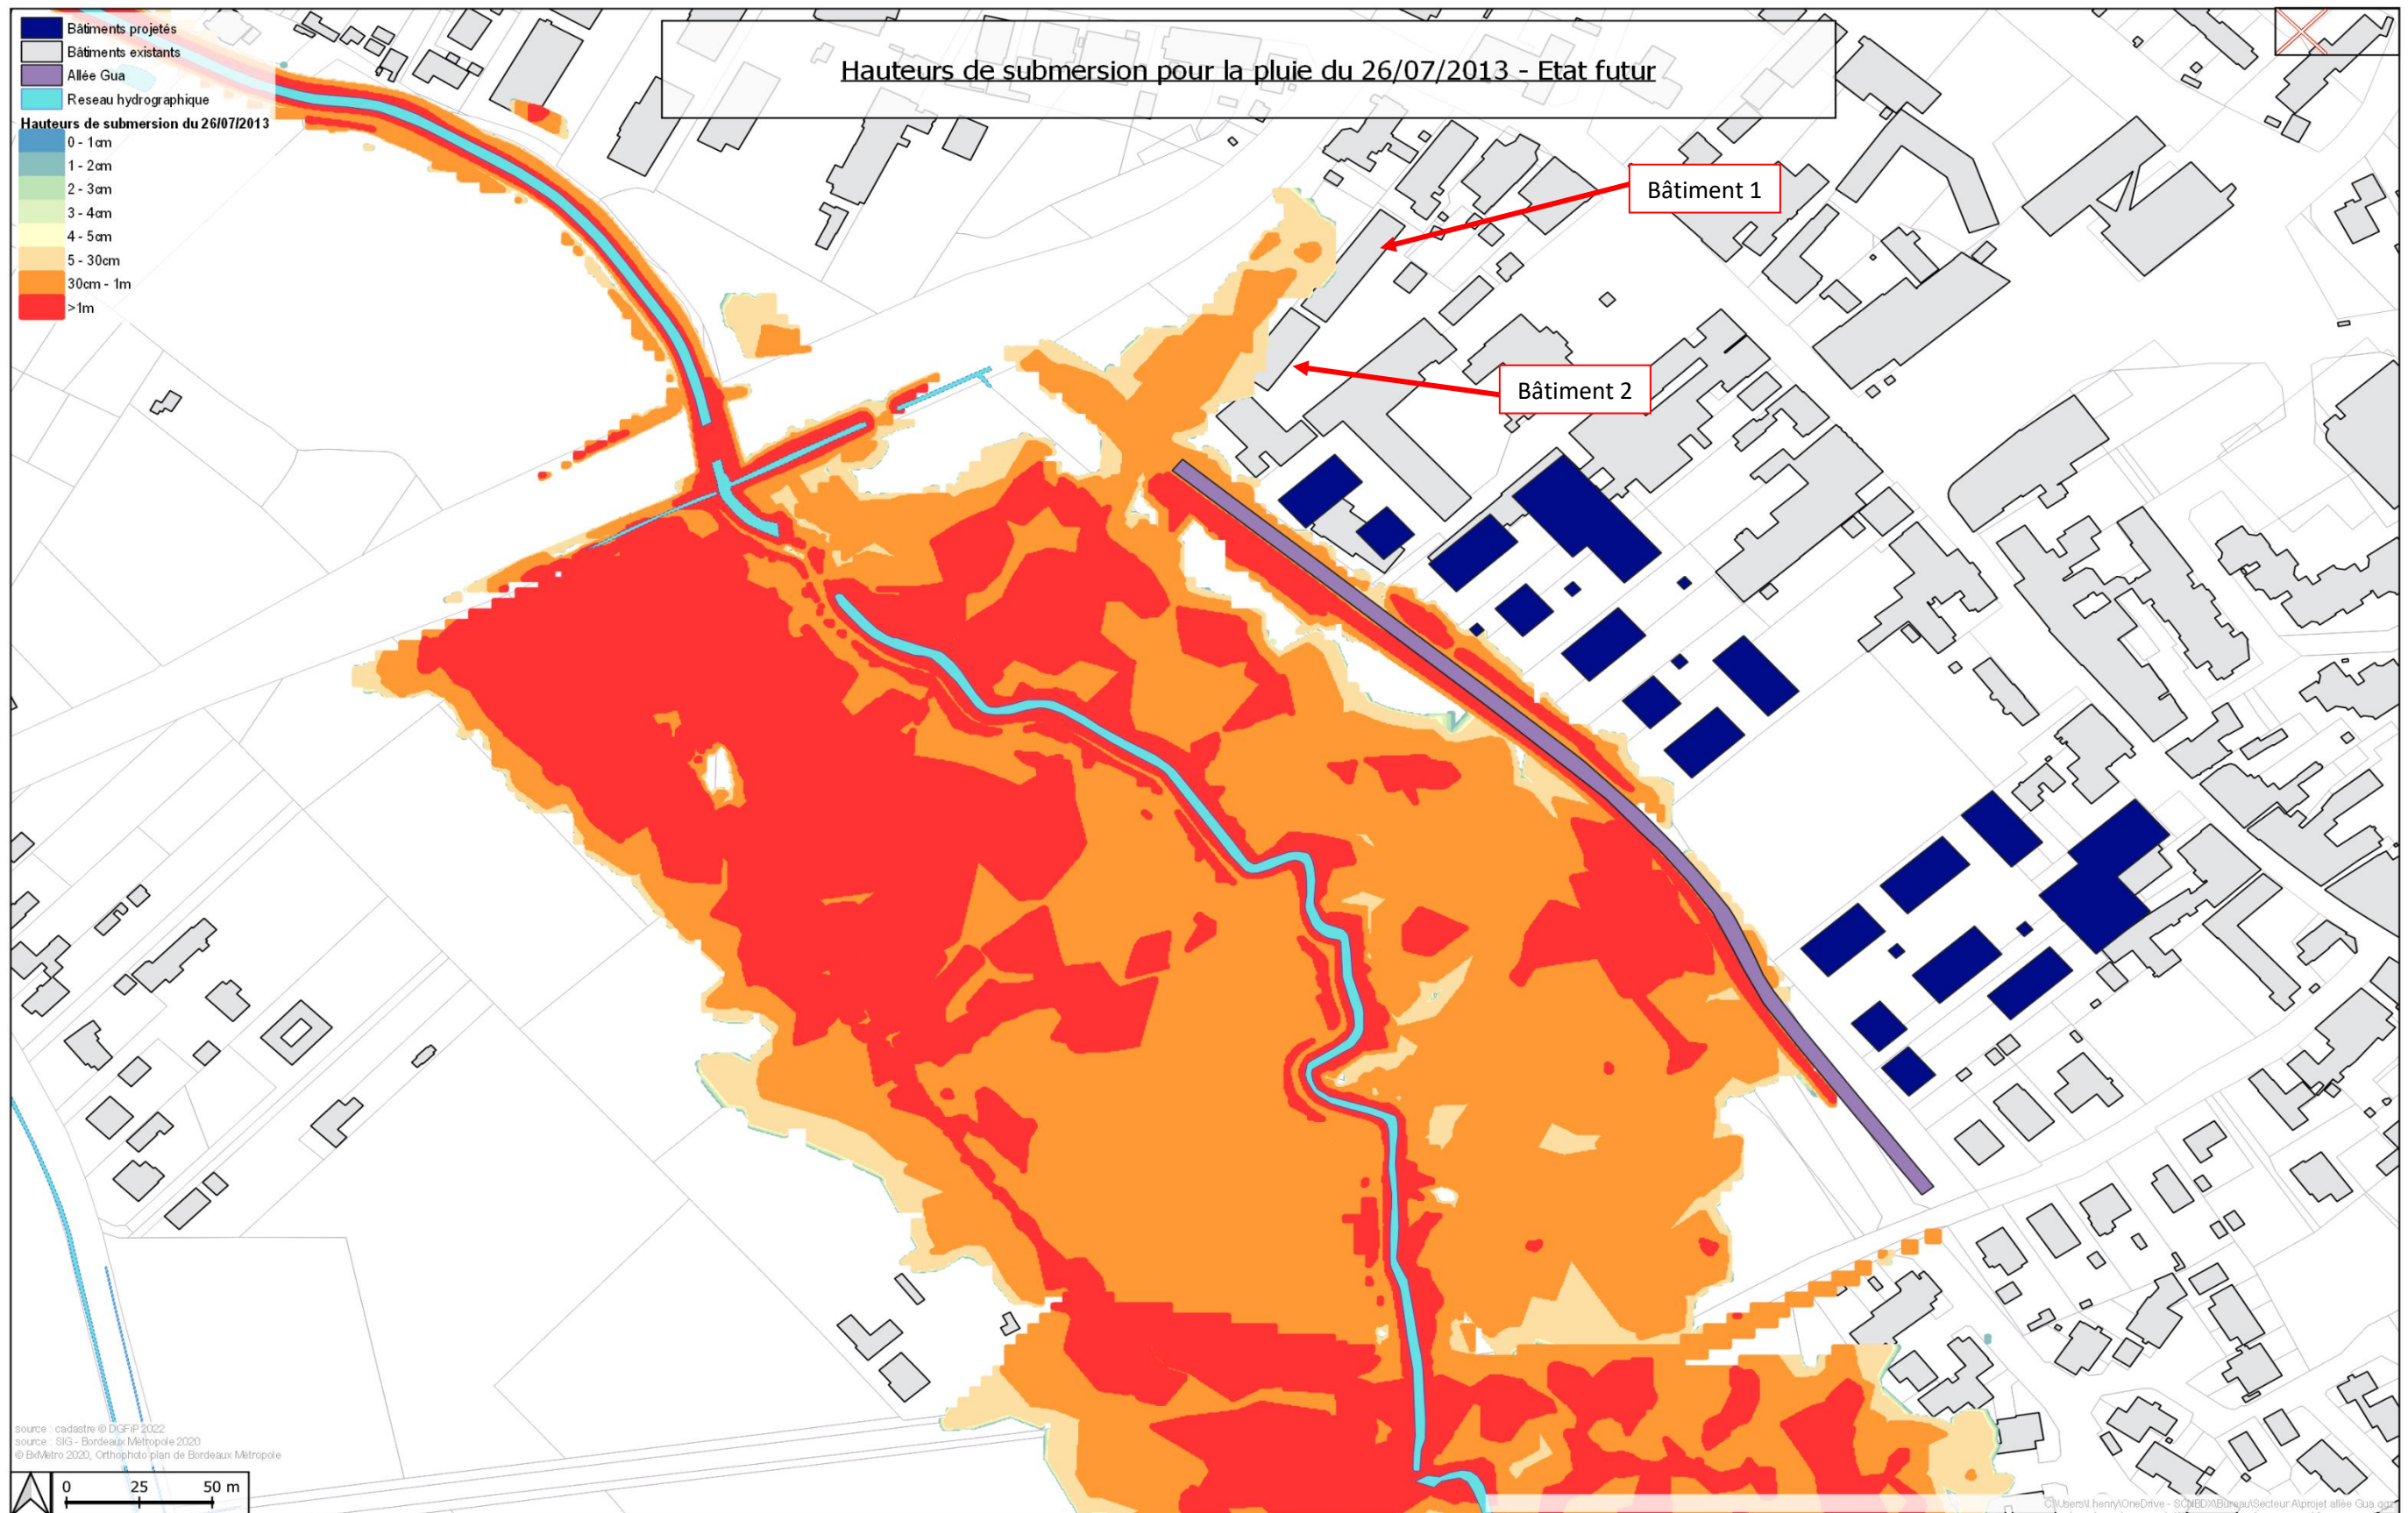 Bâtiments projetés
Bâtiments existants
Allée Gua
Reseau hydrographique
Hauteurs de submersion du 26/07/2013
0 - 1cm
1 - 2cm
2 - 3cm
3 - 4cm
4 - 5cm
5 - 30cm
30cm - 1m
>1m
Hauteurs de submersion pour la pluie du 26/07/2013 - Etat futur
Bâtiment 1
Bâtiment 2
source : cadastre © DGFiP 2022
source : SIG - Bordeaux Métropole 2020
© BxMetro 2020, Orthophoto plan de Bordeaux Métropole
0 25 50 m